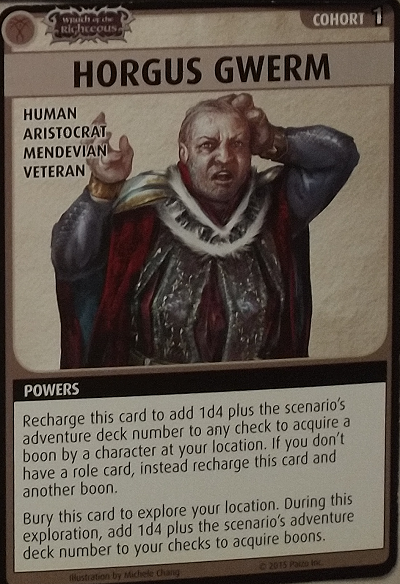 Wrath of the
Righteous
COHORT 1
HORGUS GWERM
HUMAN
ARISTOCRAT
MENDEVIAN
VETERAN
POWERS
Recharge this card to add 1d4 plus the scenario's
adventure deck number to any check to acquire a
boon by a character at your location. If you don't
have a role card, instead recharge this card and
another boon.
Bury this card to explore your location. During this
exploration, add 1d4 plus the scenario's adventure
deck number to your checks to acquire boons.
Illustration by Michele Chang
© 2015 Paizo Inc.